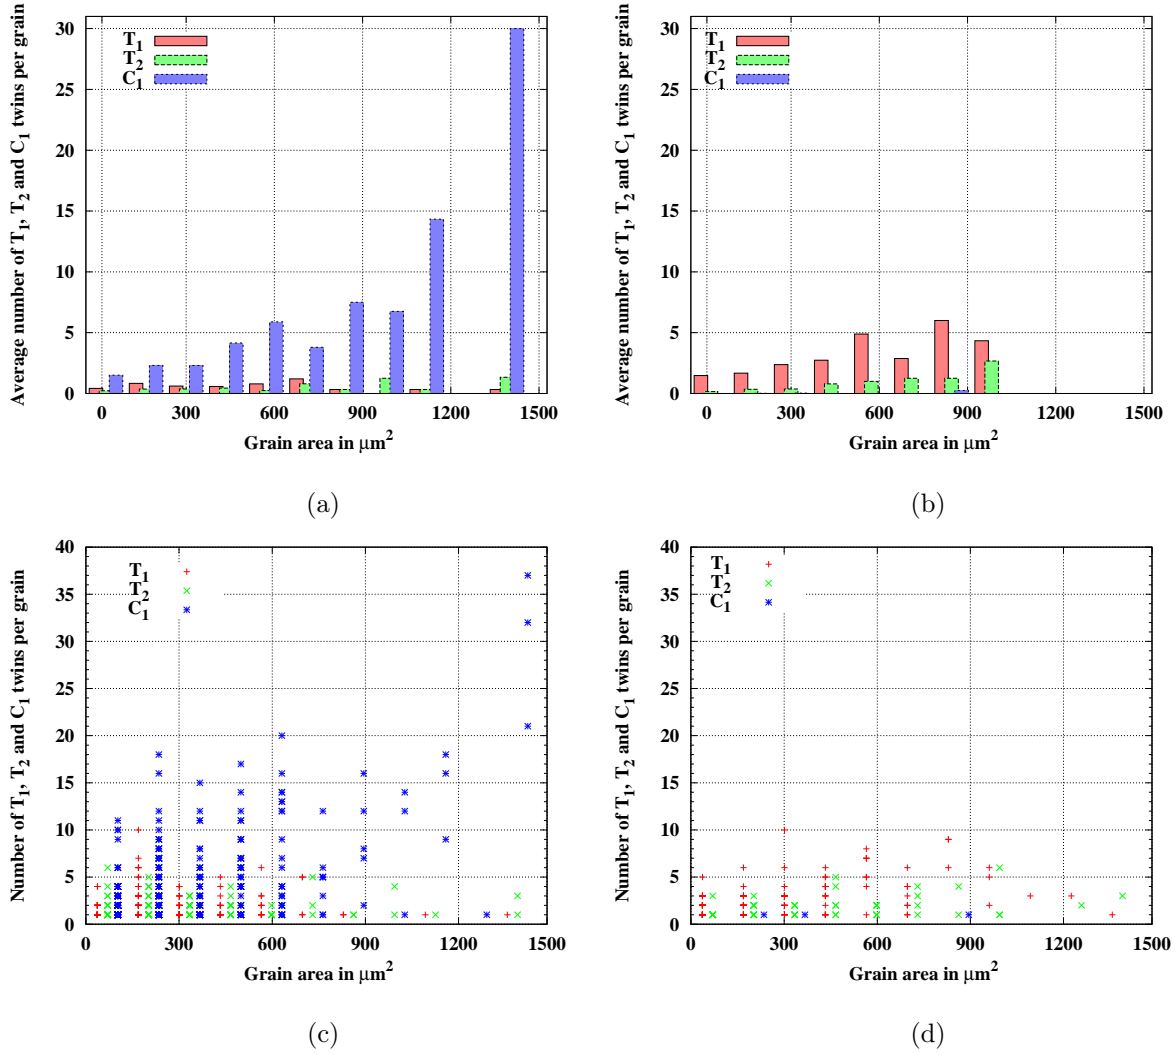 Average number of T1, T2 and C1 twins per grain
30
25
20
15
10
5
0
T1
T2
C1
0 300 600 900 1200 1500
Grain area in μm²
(a)
Average number of T1, T2 and C1 twins per grain
30
25
20
15
10
5
0
T1
T2
C1
0 300 600 900 1200 1500
Grain area in μm²
(b)
Number of T1, T2 and C1 twins per grain
40
35
30
25
20
15
10
5
0
T1
T2
C1
0 300 600 900 1200 1500
Grain area in μm²
(c)
Number of T1, T2 and C1 twins per grain
40
35
30
25
20
15
10
5
0
T1
T2
C1
0 300 600 900 1200 1500
Grain area in μm²
(d)